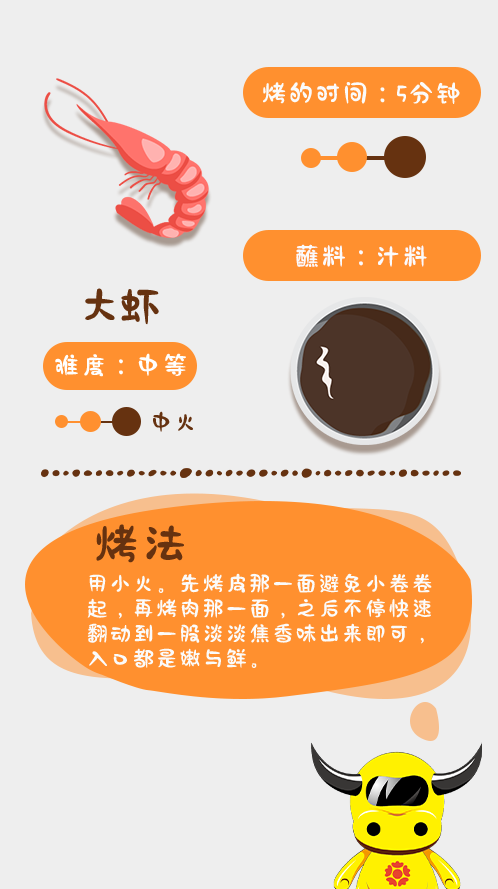 烤的时间：5分钟
蘸料：汁料
大虾
难度：中等
中火
烤法
用小火。先烤皮那一面避免小卷卷
起，再烤肉那一面，之后不停快速
翻动到一股淡淡焦香味出来即可，
入口都是嫩与鲜。